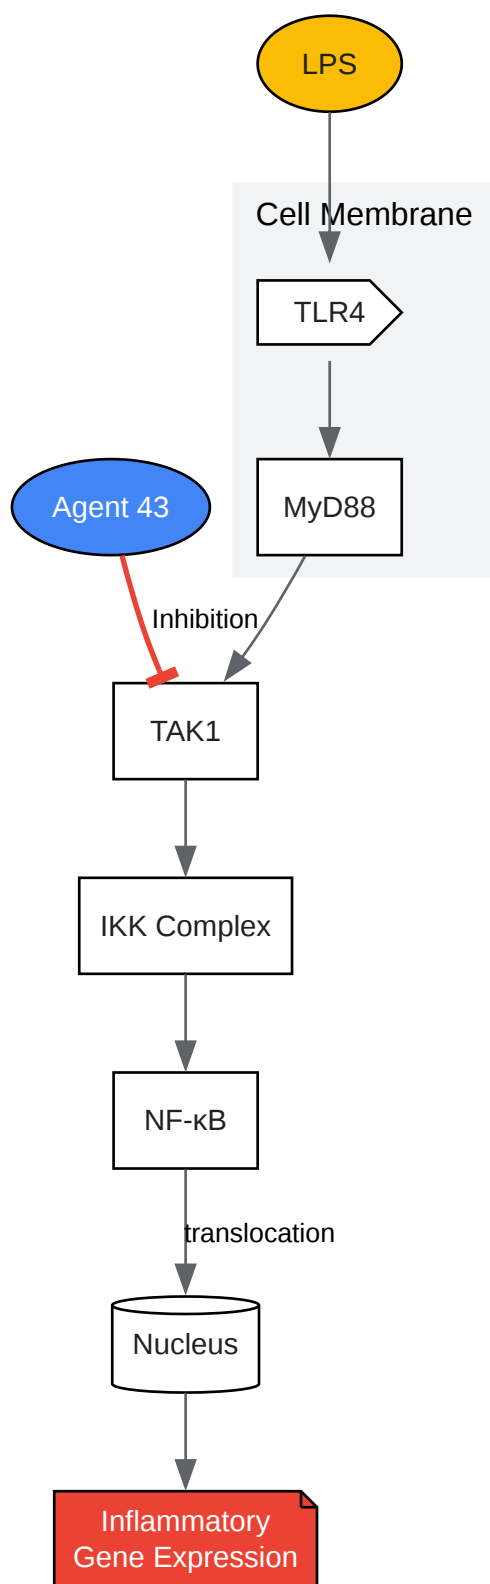 LPS
Cell Membrane
TLR4
MyD88
Agent 43
Inhibition
TAK1
IKK Complex
NF-κB
translocation
Nucleus
Inflammatory
Gene Expression